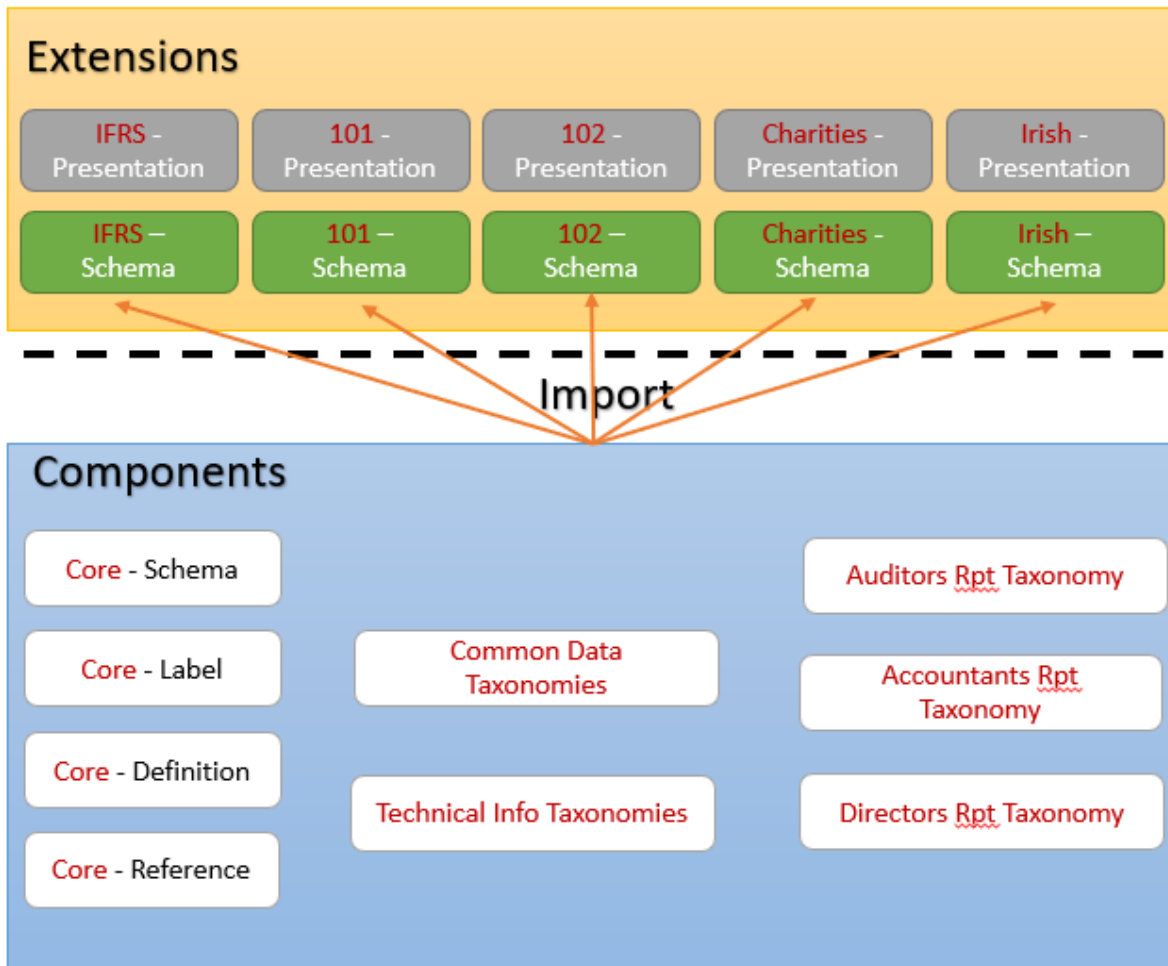 Extensions
IFRS -
Presentation
101 -
Presentation
102 -
Presentation
Charities -
Presentation
Irish -
Presentation
IFRS –
Schema
101 –
Schema
102 –
Schema
Charities -
Schema
Irish –
Schema
Import
Components
Core - Schema
Core - Label
Core - Definition
Core - Reference
Common Data
Taxonomies
Technical Info Taxonomies
Auditors Rpt Taxonomy
Accountants Rpt
Taxonomy
Directors Rpt Taxonomy